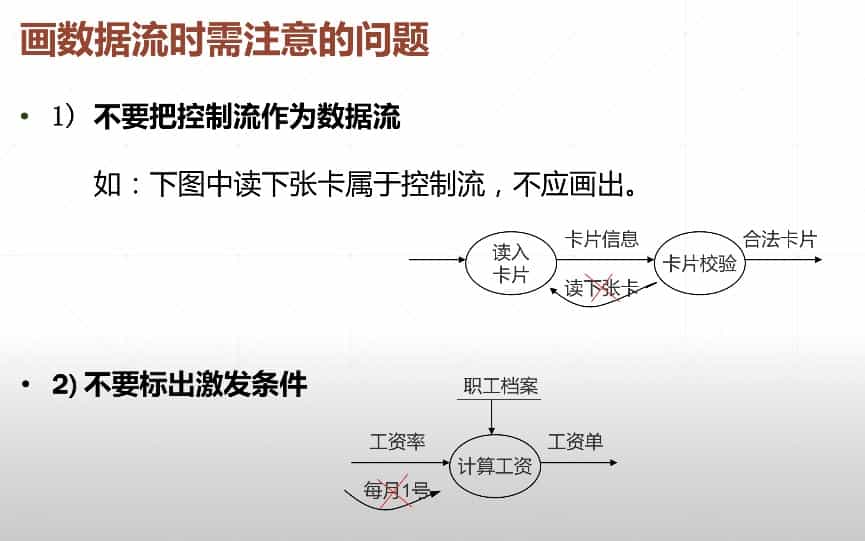 画数据流时需注意的问题
• 1）不要把控制流作为数据流
如：下图中读下张卡属于控制流，不应画出。
读入
卡片
卡片信息
读下张卡
卡片校验
合法卡片
• 2) 不要标出激发条件
职工档案
工资率
每月1号
计算工资
工资单